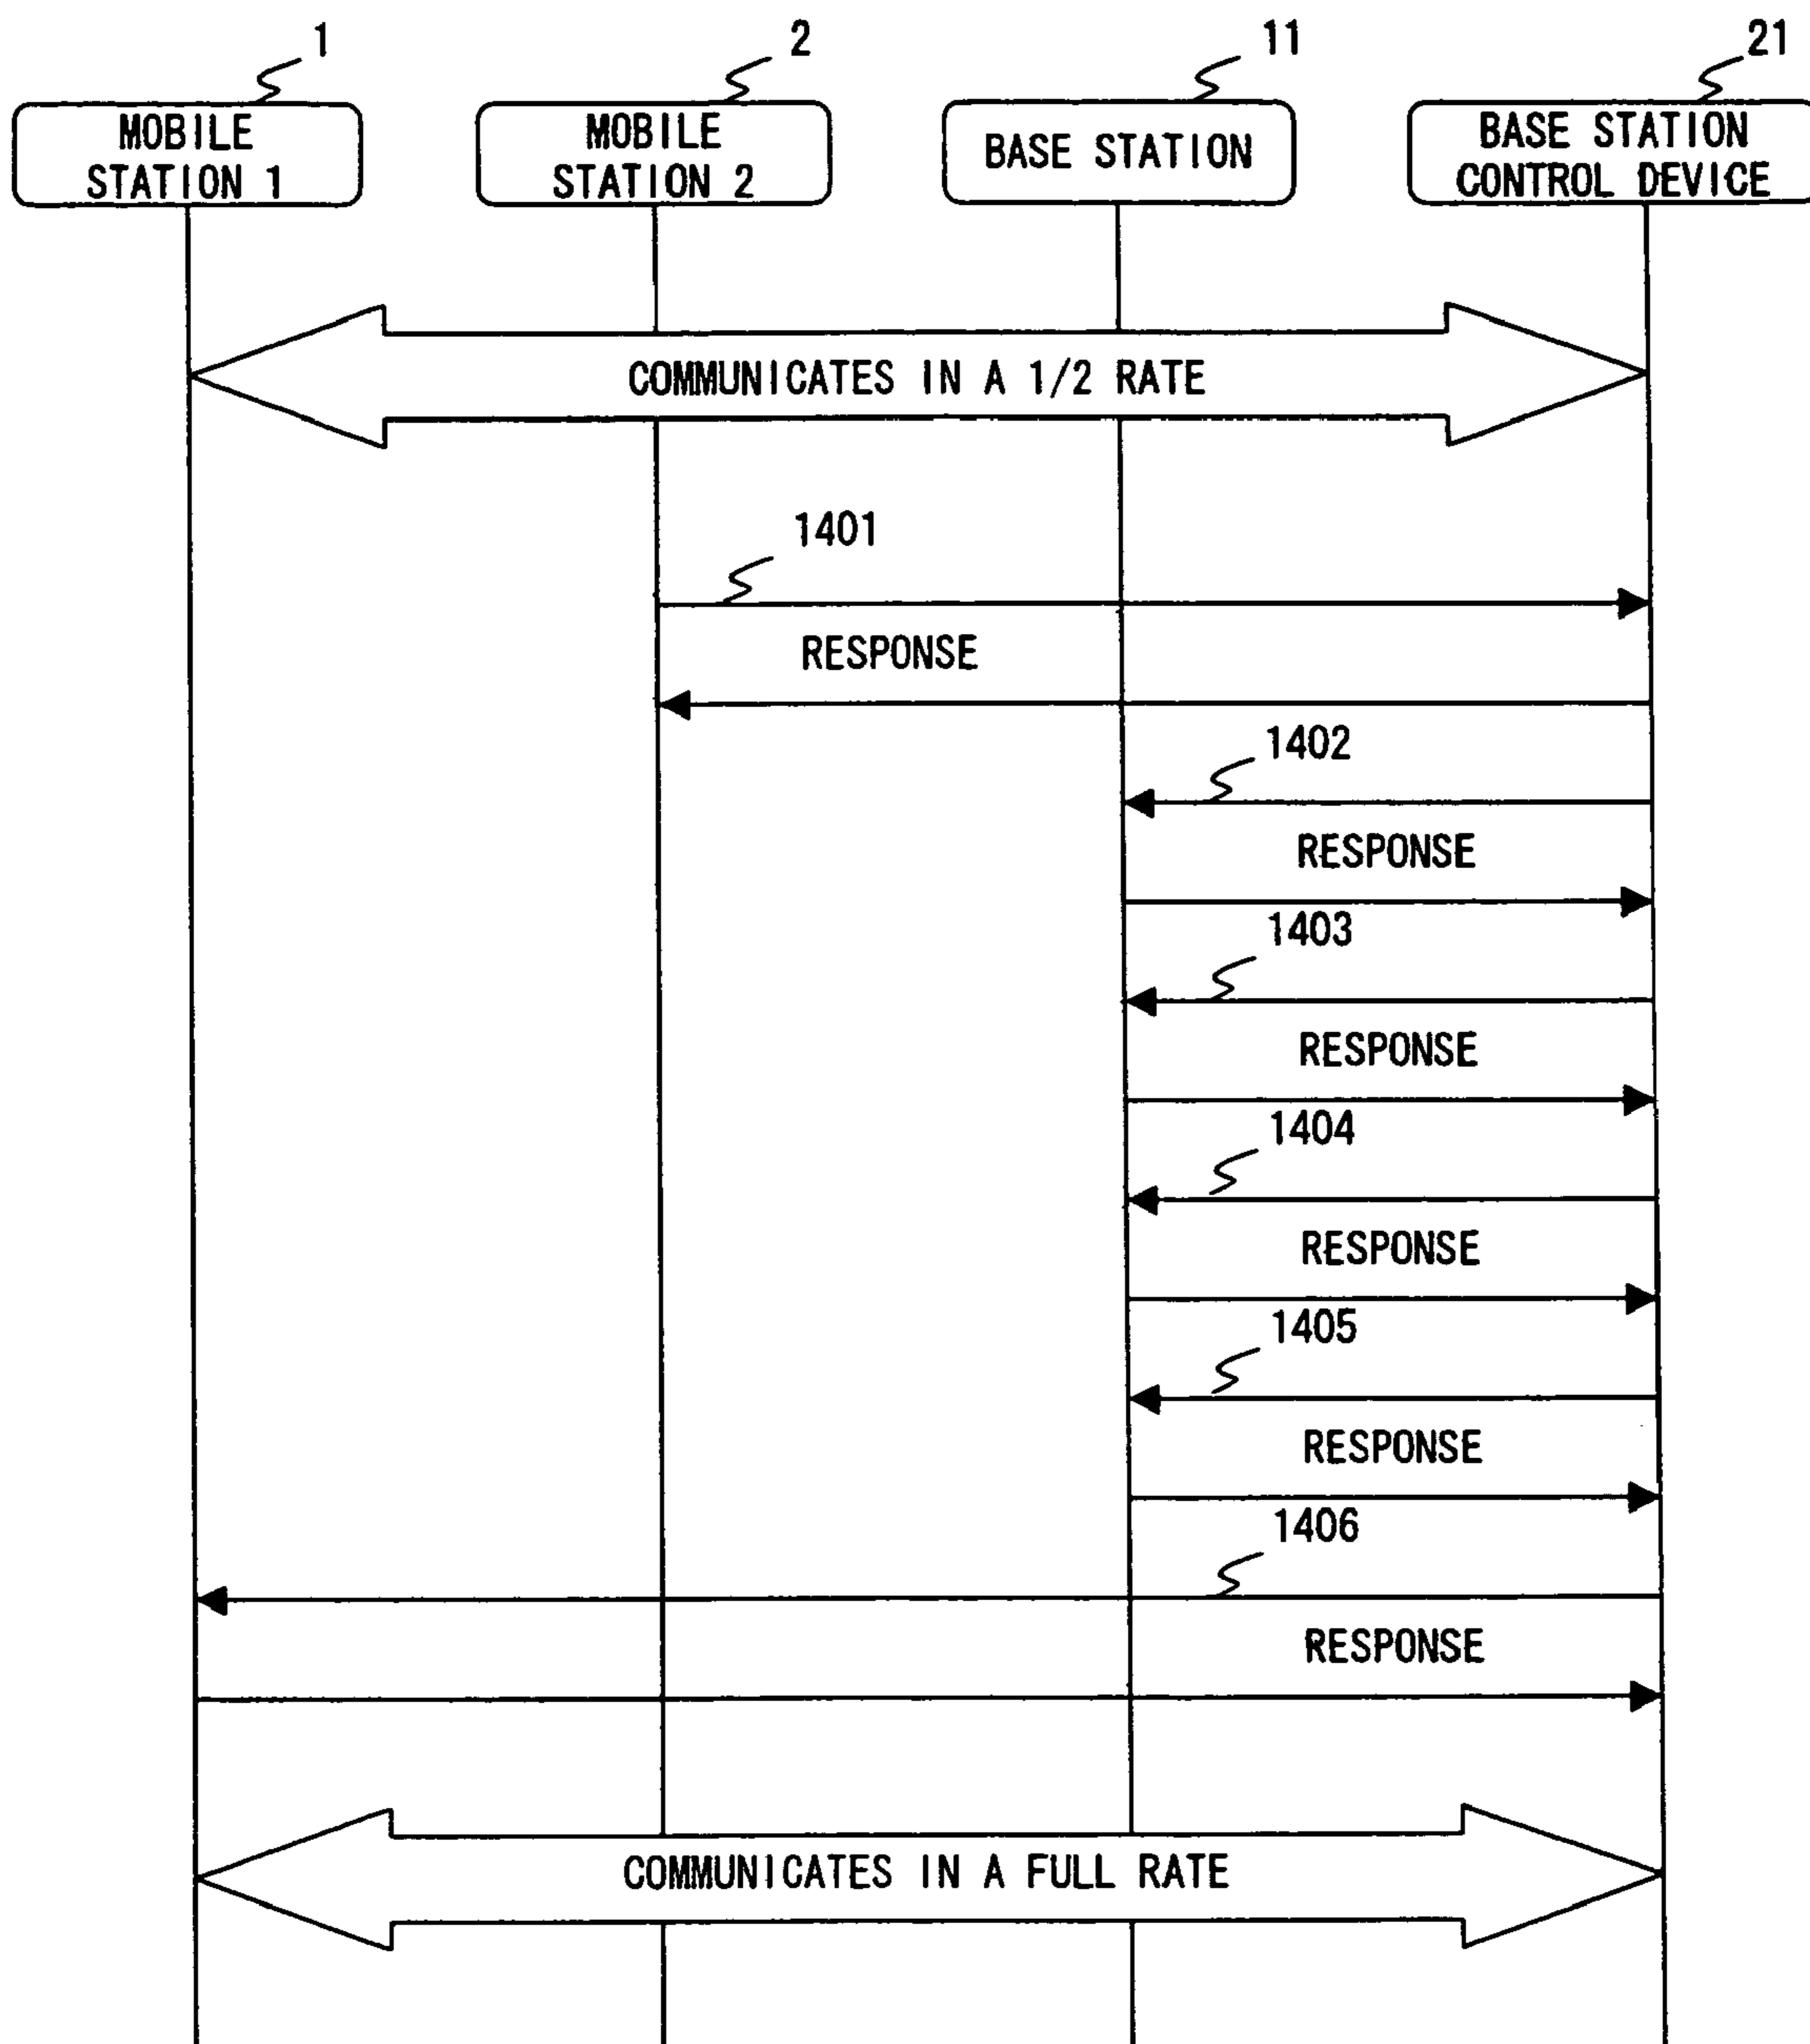 1
2
11
21
MOBILE
STATION 1
MOBILE
STATION 2
BASE STATION
BASE STATION
CONTROL DEVICE
COMMUNICATES IN A 1/2 RATE
1401
RESPONSE
1402
RESPONSE
1403
RESPONSE
1404
RESPONSE
1405
RESPONSE
1406
RESPONSE
COMMUNICATES IN A FULL RATE